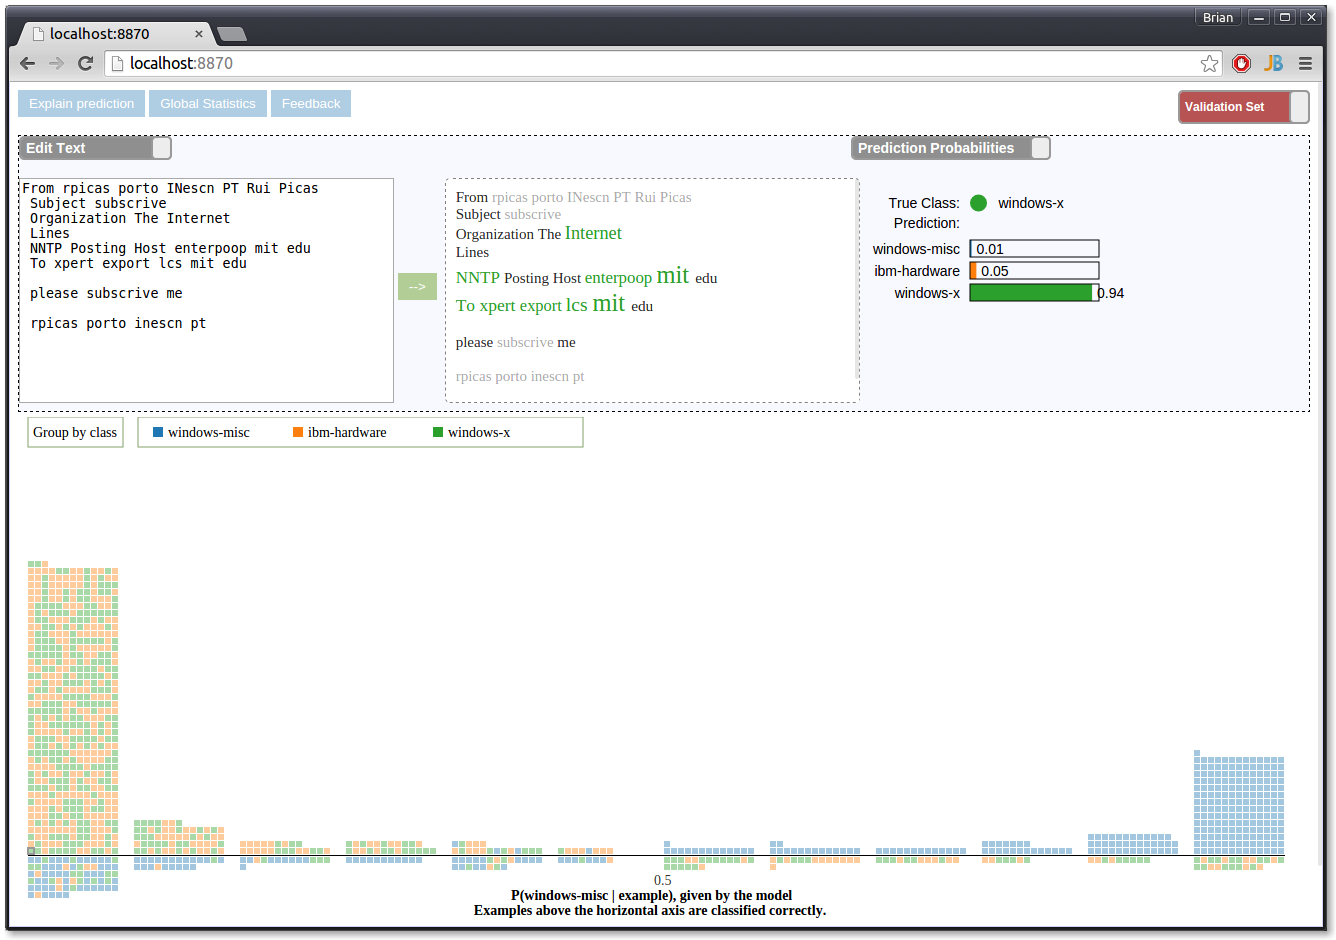 Brian
localhost:8870
localhost:8870
JB
Explain prediction Global Statistics Feedback
Validation Set
Edit Text
Prediction Probabilities
From rpicas porto INescn PT Rui Picas
Subject subscrive
Organization The Internet
Lines
NNTP Posting Host enterpoop mit edu
To xpert export lcs mit edu
please subscrive me
rpicas porto inescn pt
-->
From rpicas porto INescn PT Rui Picas
Subject subscrive
Organization The Internet
Lines
NNTP Posting Host enterpoop mit edu
To xpert export lcs mit edu
please subscrive me
rpicas porto inescn pt
True Class: windows-x
Prediction:
windows-misc 0.01
ibm-hardware 0.05
windows-x 0.94
Group by class
windows-misc ibm-hardware windows-x
0.5
P(windows-misc | example), given by the model
Examples above the horizontal axis are classified correctly.